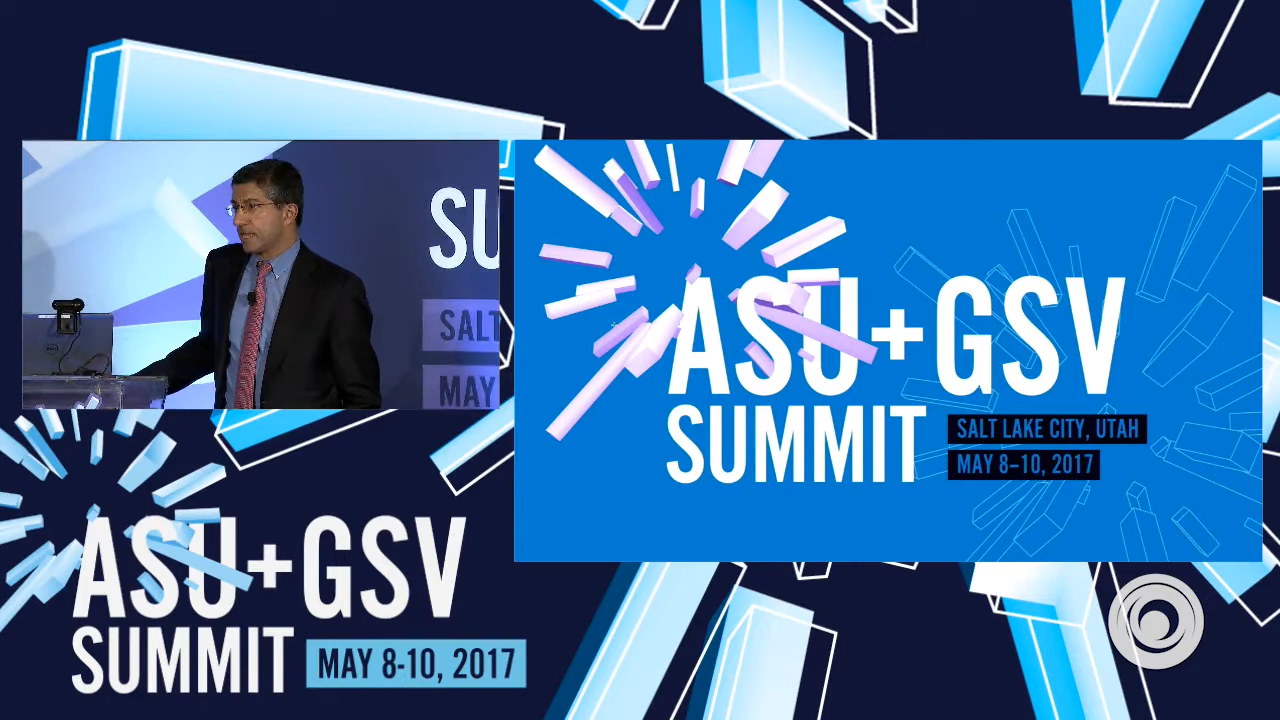 SU
SALT
MAY
ASU+GSV
SUMMIT
SALT LAKE CITY, UTAH
MAY 8–10, 2017
ASU+GSV
SUMMIT
MAY 8-10, 2017